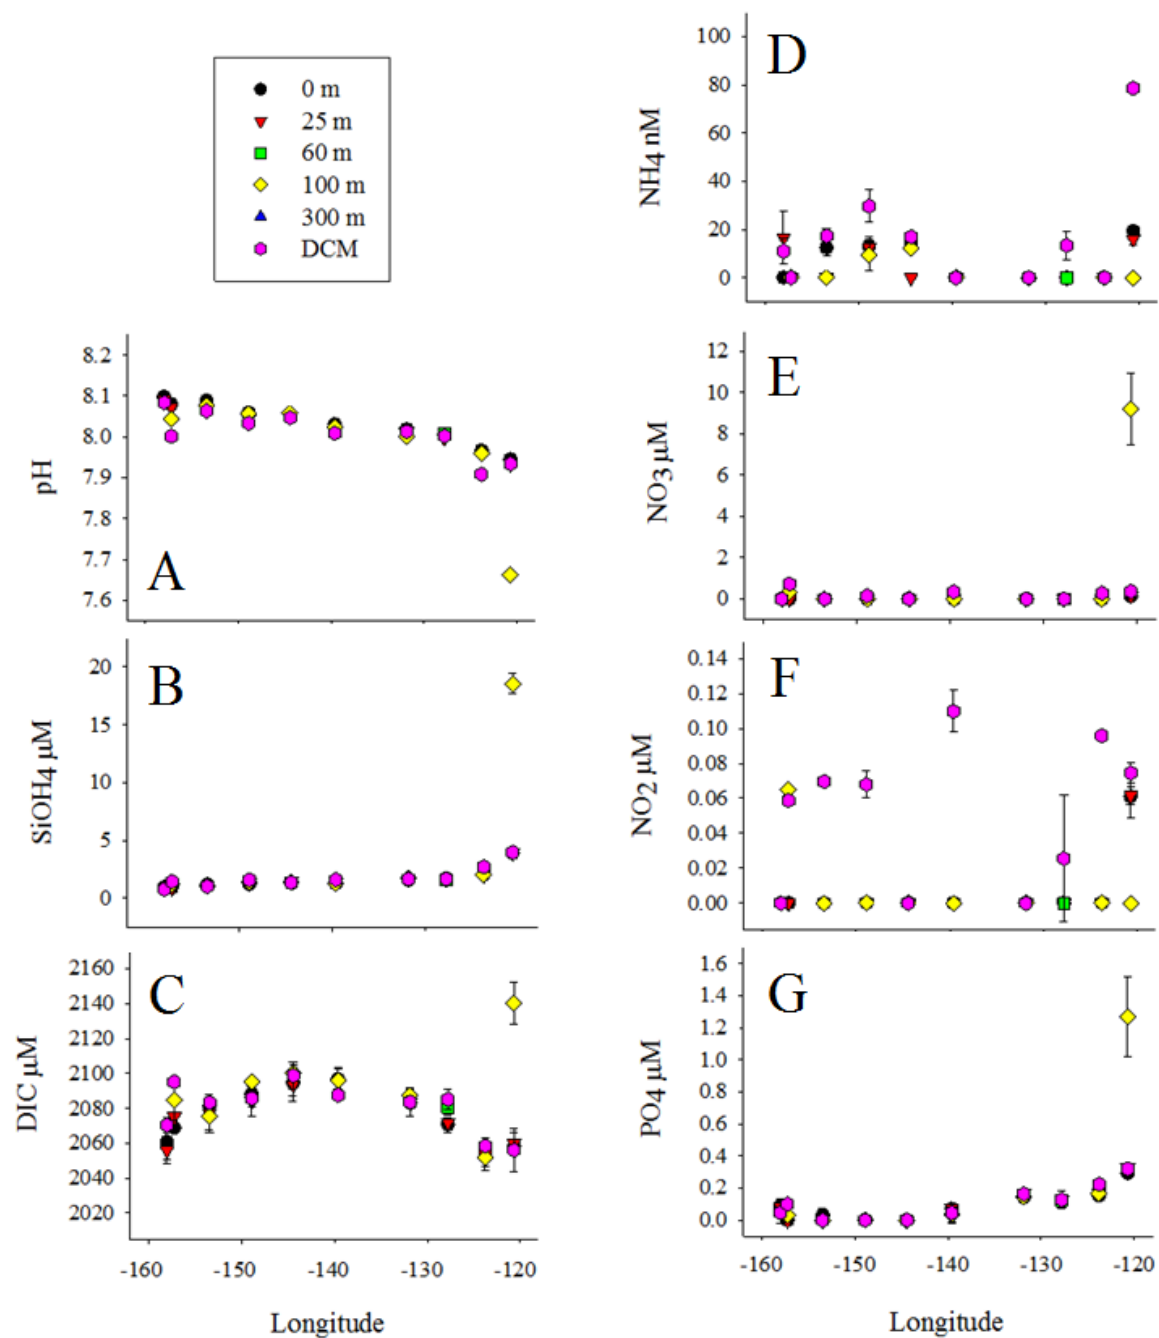 0 m
25 m
60 m
100 m
300 m
DCM
A
pH
8.2
8.1
8.0
7.9
7.8
7.7
7.6
B
SiOH4 µM
20
15
10
5
0
C
DIC µM
2160
2140
2120
2100
2080
2060
2040
2020
-160
-150
-140
-130
-120
Longitude
D
NH4 nM
100
80
60
40
20
0
E
NO3 µM
12
10
8
6
4
2
0
F
NO2 µM
0.14
0.12
0.10
0.08
0.06
0.04
0.02
0.00
G
PO4 µM
1.6
1.4
1.2
1.0
0.8
0.6
0.4
0.2
0.0
-160
-150
-140
-130
-120
Longitude